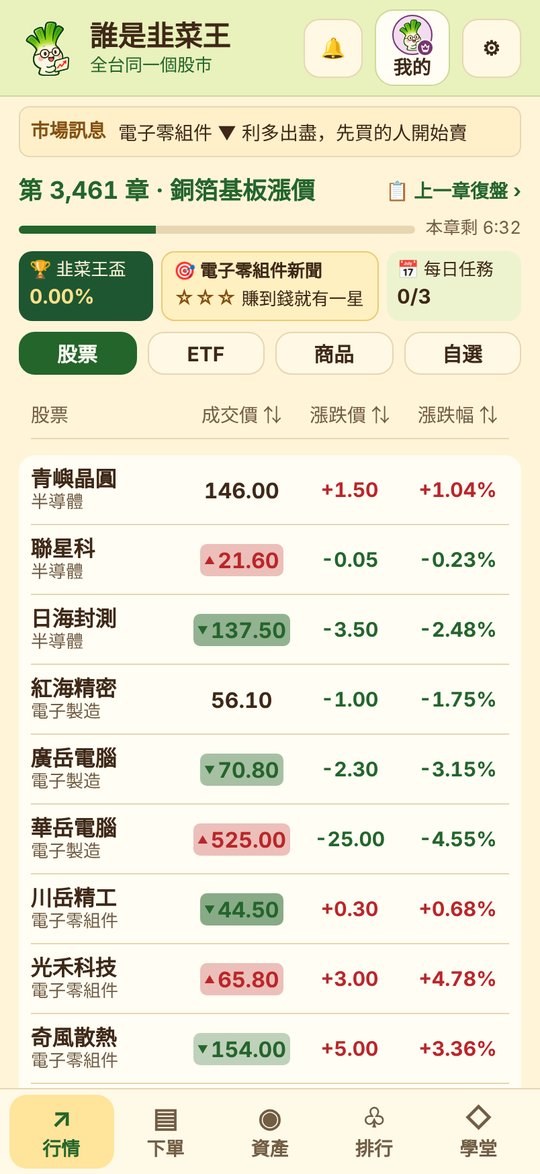 誰是韭菜王
全台同一個股市
我的
市場訊息 電子零組件 ▼ 利多出盡，先買的人開始賣
第 3,461 章 · 銅箔基板漲價
上一章復盤 ›
本章剩 6:32
韭菜王盃
0.00%
電子零組件新聞
☆☆☆ 賺到錢就有一星
每日任務
0/3
股票 ETF 商品 自選
股票 成交價 ⇅ 漲跌價 ⇅ 漲跌幅 ⇅
青嶼晶圓
半導體
146.00 +1.50 +1.04%
聯星科
半導體
▲21.60 -0.05 -0.23%
日海封測
半導體
▼137.50 -3.50 -2.48%
紅海精密
電子製造
56.10 -1.00 -1.75%
廣岳電腦
電子製造
▼70.80 -2.30 -3.15%
華岳電腦
電子製造
▲525.00 -25.00 -4.55%
川岳精工
電子零組件
▼44.50 +0.30 +0.68%
光禾科技
電子零組件
▲65.80 +3.00 +4.78%
奇風散熱
電子零組件
▼154.00 +5.00 +3.36%
行情 下單 資產 排行 學堂